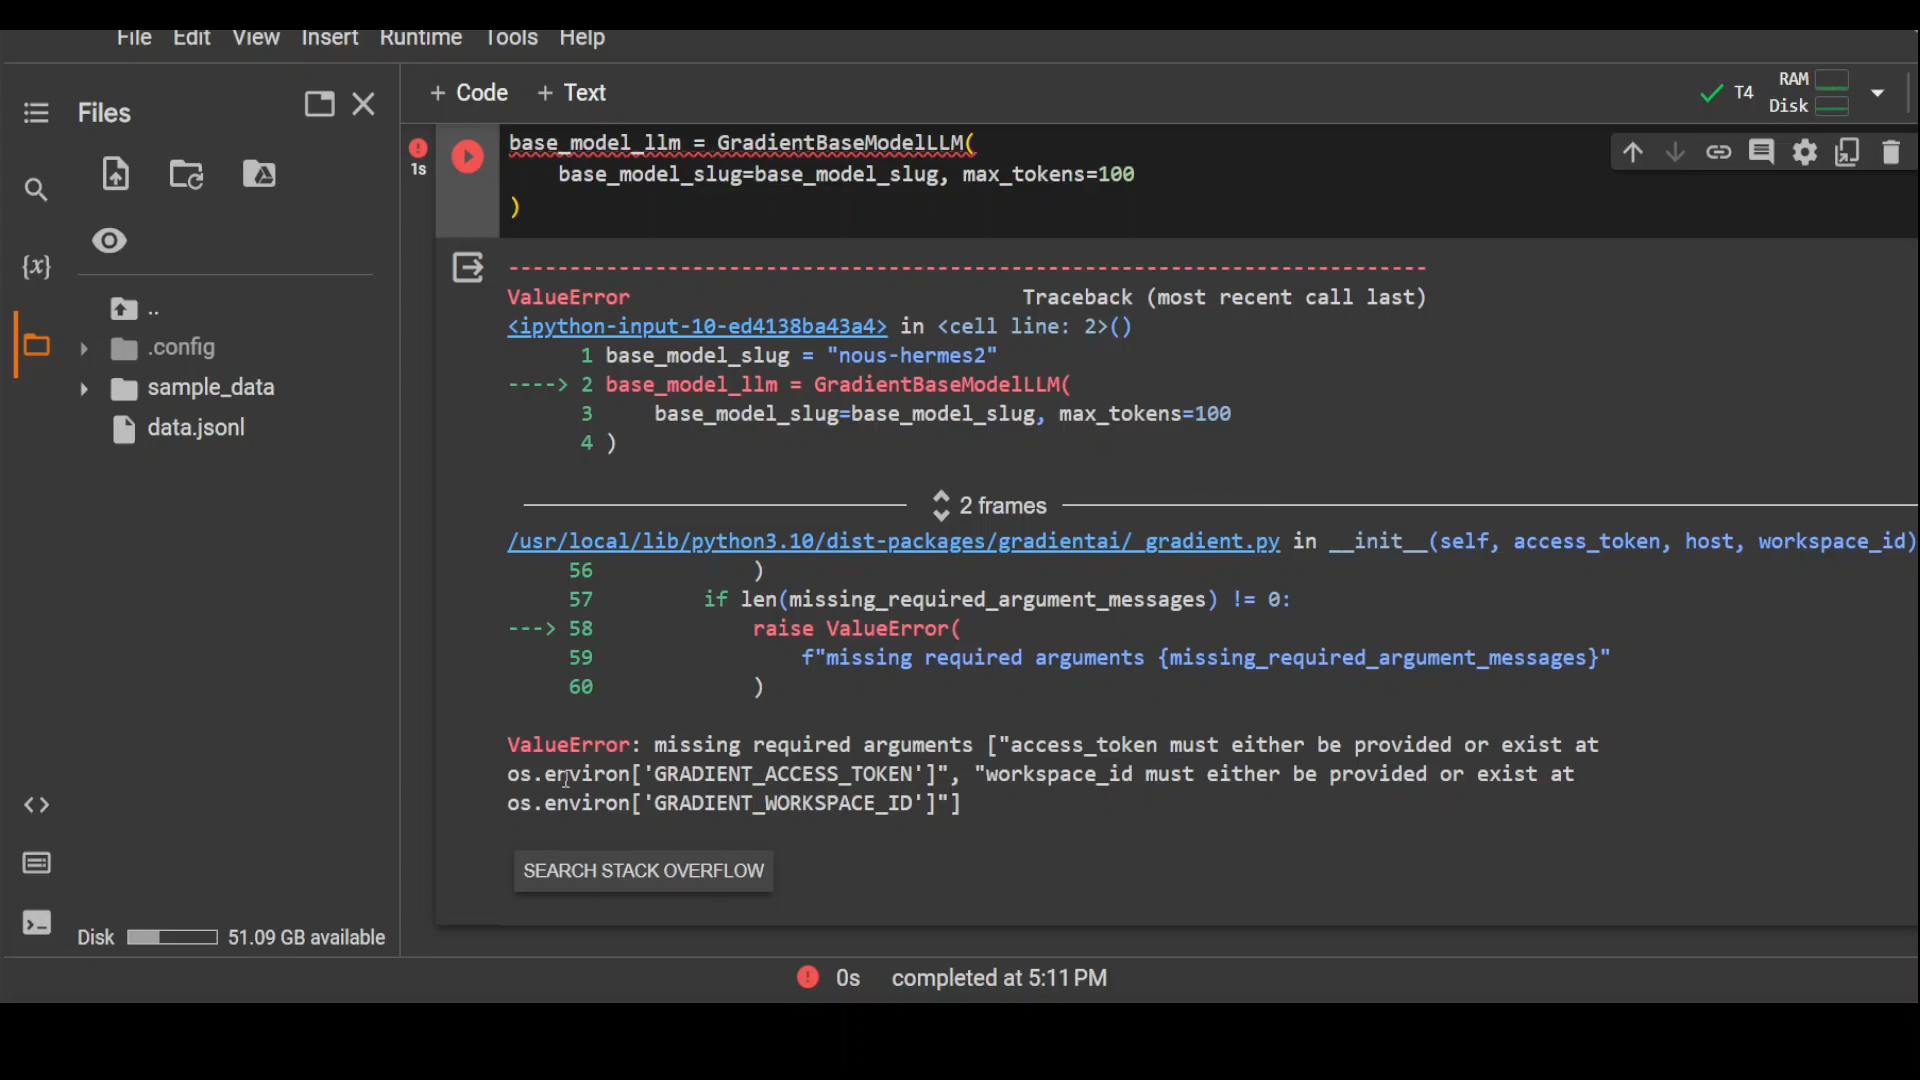 File Edit View Insert Runtime Tools Help
Files
+ Code + Text
T4
RAM
Disk
1s
base_model_llm = GradientBaseModelLLM(
base_model_slug=base_model_slug, max_tokens=100
)
{x}
..
.config
sample_data
data.jsonl
--------------------------------------------------------------------------- 
ValueError Traceback (most recent call last)
<ipython-input-10-ed4138ba43a4> in <cell line: 2>()
1 base_model_slug = "nous-hermes2"
----> 2 base_model_llm = GradientBaseModelLLM(
3 base_model_slug=base_model_slug, max_tokens=100
4 )
2 frames
/usr/local/lib/python3.10/dist-packages/gradientai/_gradient.py in __init__(self, access_token, host, workspace_id)
56 )
57 if len(missing_required_argument_messages) != 0:
---> 58 raise ValueError(
59 f"missing required arguments {missing_required_argument_messages}"
60 )
ValueError: missing required arguments ["access_token must either be provided or exist at
os.environ['GRADIENT_ACCESS_TOKEN']", "workspace_id must either be provided or exist at
os.environ['GRADIENT_WORKSPACE_ID']"]
SEARCH STACK OVERFLOW
Disk 51.09 GB available
0s completed at 5:11 PM